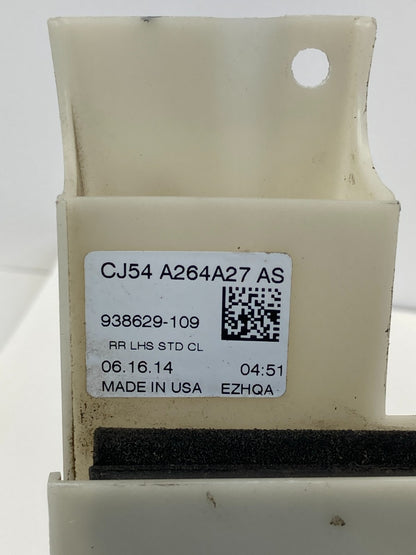 CJ54 A264A27 AS
938629-109
RR LHS STD CL
06.16.14 04:51
MADE IN USA EZHQA